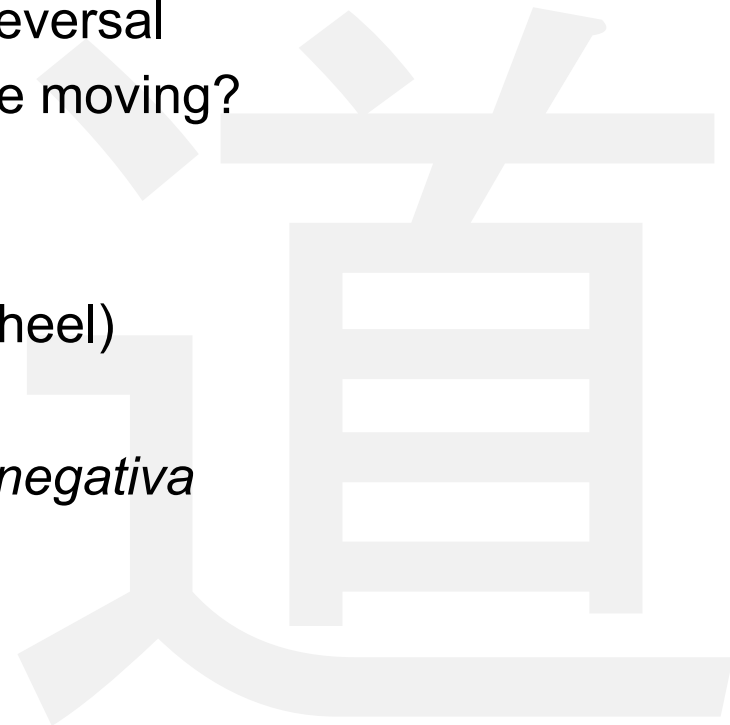 eversal
e moving?
heel)
negativa
道